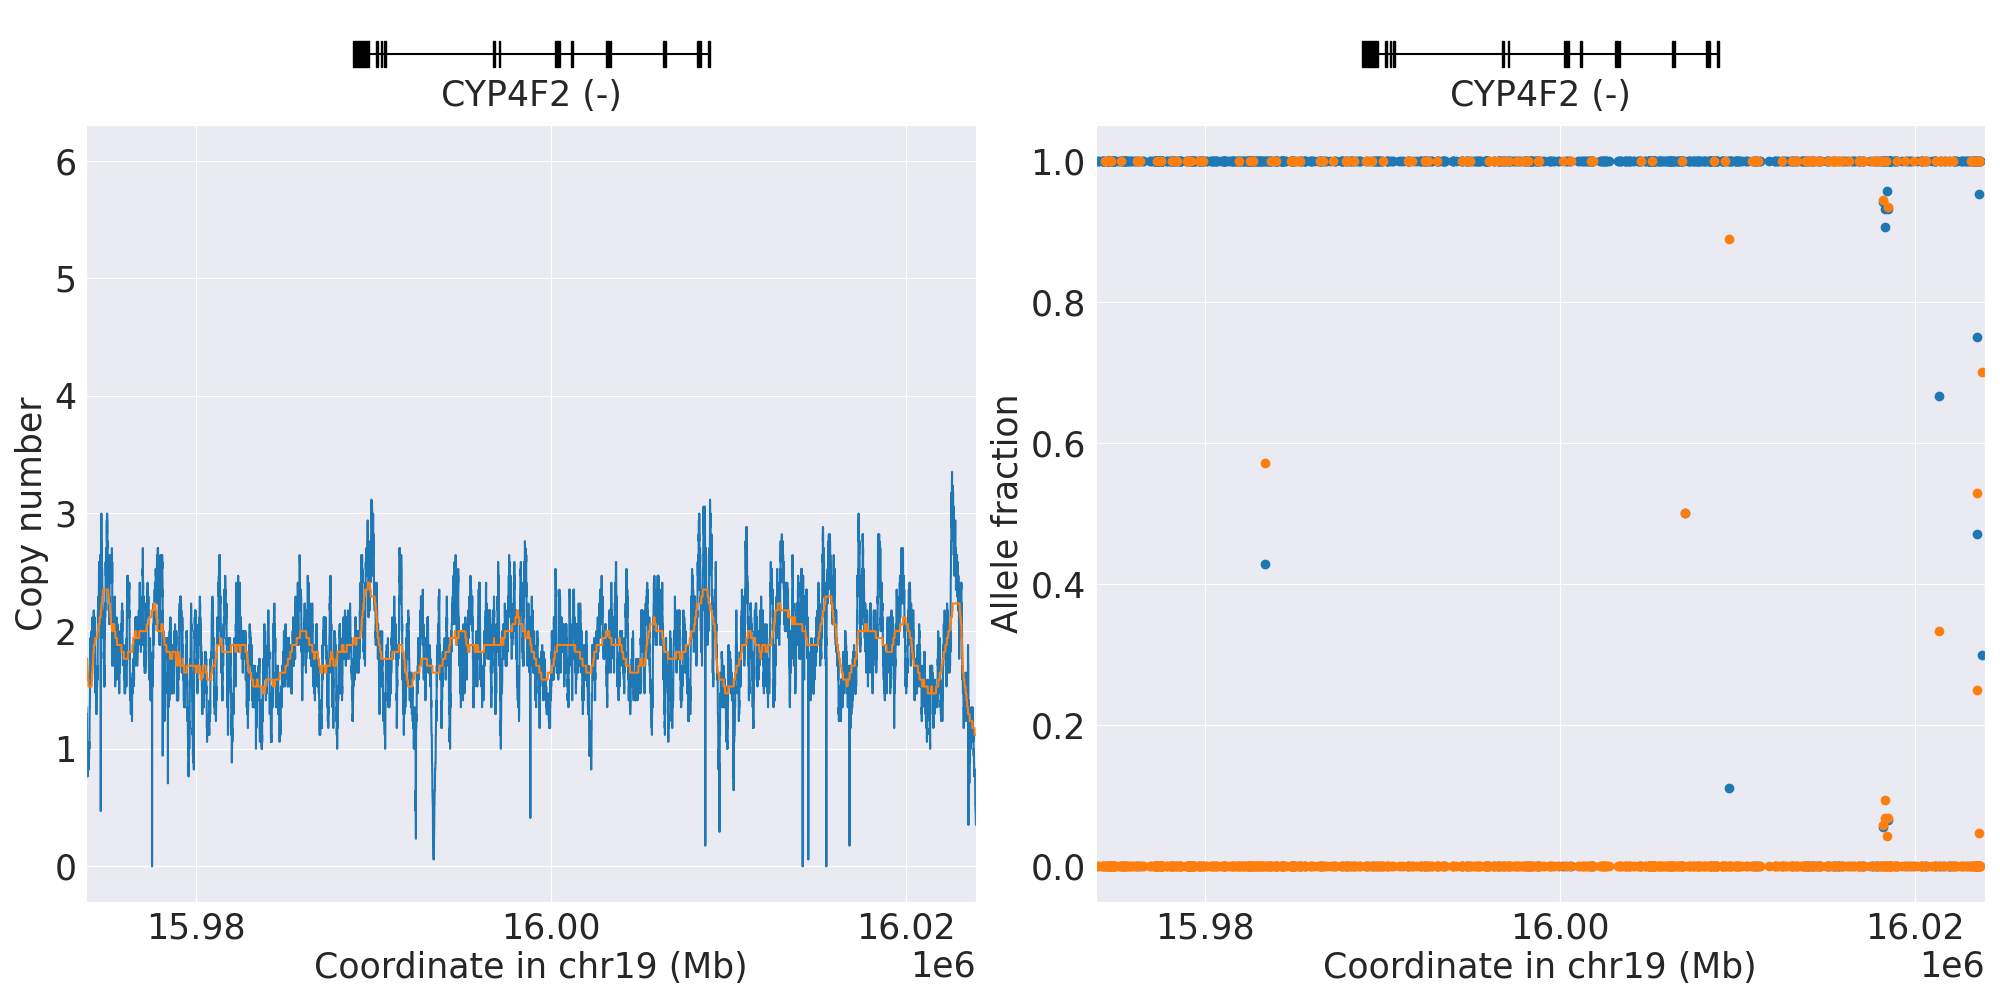 CYP4F2 (-)
6
5
4
3
2
1
0
Copy number
15.98
16.00
16.02
Coordinate in chr19 (Mb)
1e6
CYP4F2 (-)
1.0
0.8
0.6
0.4
0.2
0.0
Allele fraction
15.98
16.00
16.02
Coordinate in chr19 (Mb)
1e6